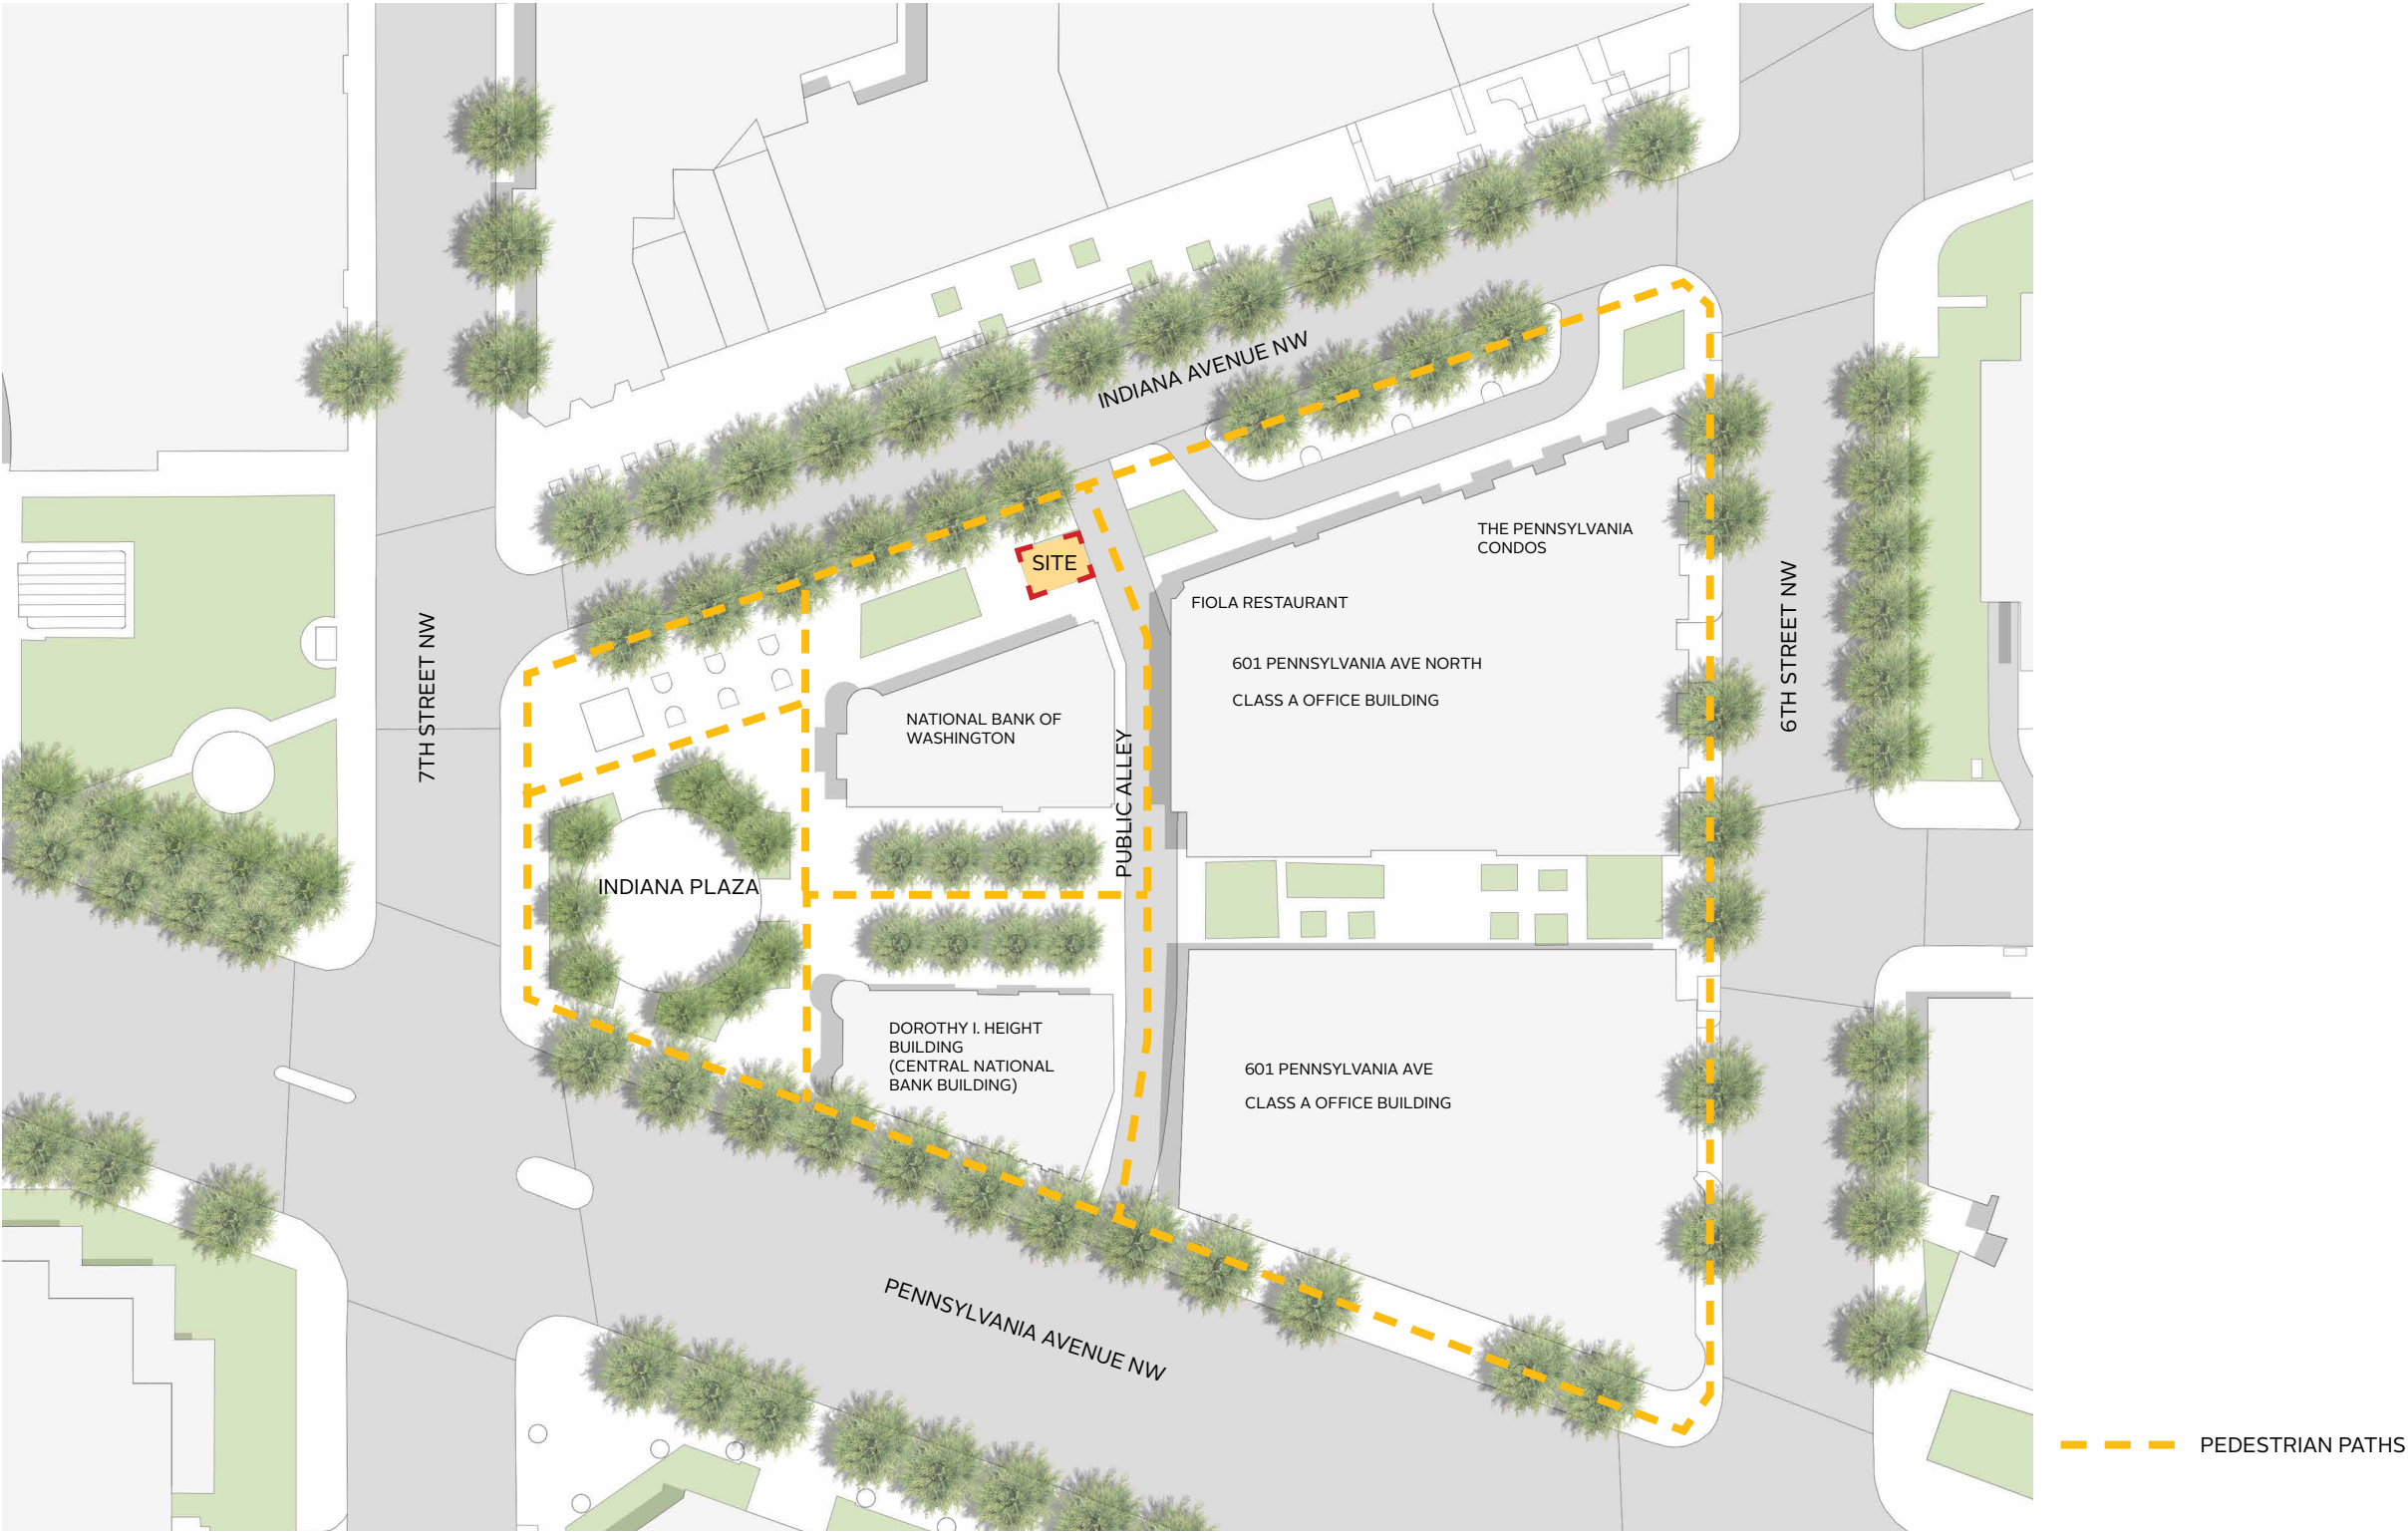 INDIANA AVENUE NW
THE PENNSYLVANIA
CONDOS
SITE
FIOLA RESTAURANT
601 PENNSYLVANIA AVE NORTH
CLASS A OFFICE BUILDING
7TH STREET NW
6TH STREET NW
NATIONAL BANK OF
WASHINGTON
PUBLIC ALLEY
INDIANA PLAZA
DOROTHY I. HEIGHT
BUILDING
(CENTRAL NATIONAL
BANK BUILDING)
601 PENNSYLVANIA AVE
CLASS A OFFICE BUILDING
PENNSYLVANIA AVENUE NW
PEDESTRIAN PATHS